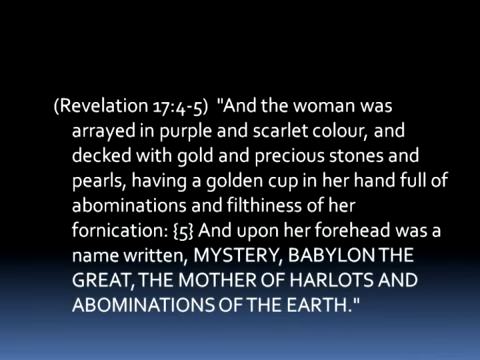 (Revelation 17:4-5) "And the woman was
arrayed in purple and scarlet colour, and
decked with gold and precious stones and
pearls, having a golden cup in her hand full of
abominations and filthiness of her
fornication: {5} And upon her forehead was a
name written, MYSTERY, BABYLON THE
GREAT, THE MOTHER OF HARLOTS AND
ABOMINATIONS OF THE EARTH."